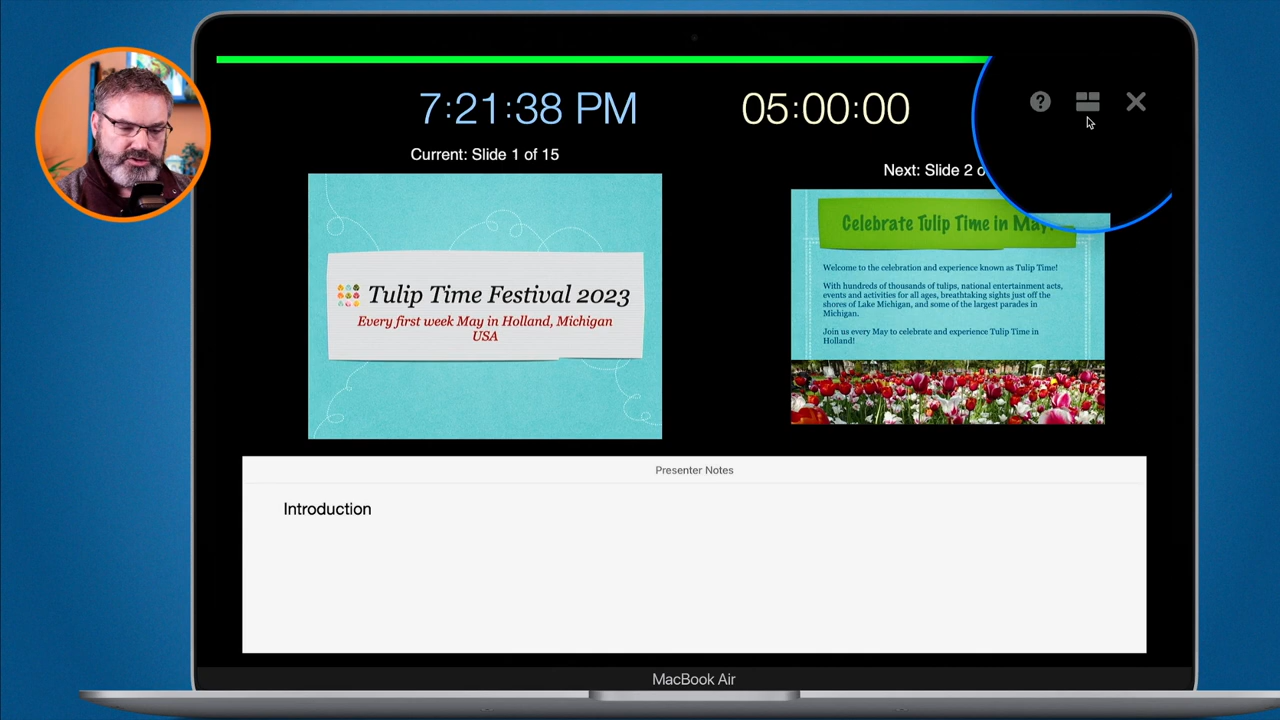 7:21:38 PM
05:00:00
Current: Slide 1 of 15
Next: Slide 2 o
Tulip Time Festival 2023
Every first week May in Holland, Michigan
USA
Celebrate Tulip Time in May!
Welcome to the celebration and experience known as Tulip Time!
With hundreds of thousands of tulips, national entertainment acts,
events and activities for all ages, breathtaking sights just off the
shores of Lake Michigan, and some of the largest parades in
Michigan.
Join us every May to celebrate and experience Tulip Time in
Holland!
Presenter Notes
Introduction
MacBook Air